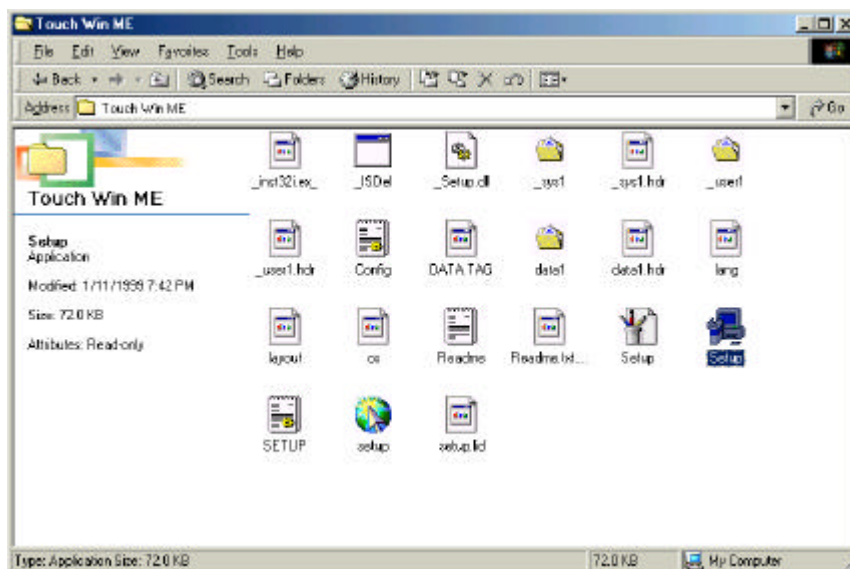 Touch Win ME
File Edit View Favorites Tools Help
Back Search Folders History
Address Touch Win ME Go
Touch Win ME
Setup
Application
Modified: 1/11/1999 7:42 PM
Size: 72.0 KB
Attributes: Read-only
_inst32i.ex_ _ISDel _Setup.dll _sys1 _sys1.hdr _user1
_user1.hdr Config DATA.TAG data1 data1.hdr lang
layout os Readme Readme.txt.... Setup Setup
SETUP setup setup.lid
Type: Application Size: 72.0 KB 72.0 KB My Computer